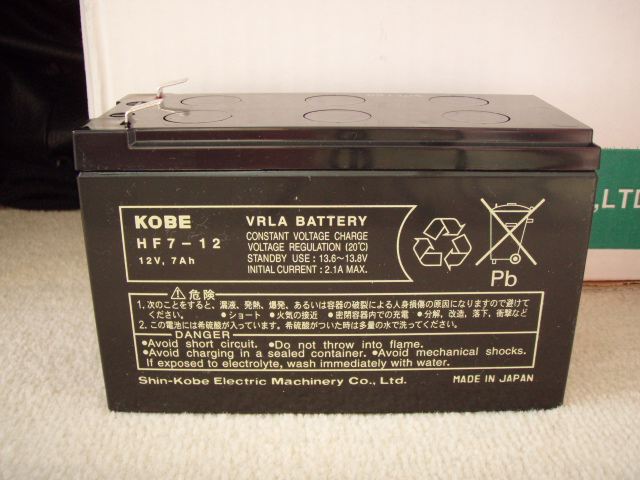 KOBE
HF7-12
12V, 7Ah
VRLA BATTERY
CONSTANT VOLTAGE CHARGE
VOLTAGE REGULATION (20℃)
STANDBY USE : 13.6~13.8V
INITIAL CURRENT : 2.1A MAX.
Pb
,LTD
⚠危険
1.次のことをすると、漏液、発熱、爆発、あるいは容器の破裂による人身損傷の原因になりますので避けて
ください。 •ショート •火気の接近 •密閉容器内での充電 •分解、改造、落下、衝撃など
2.この電池には希硫酸が入っています。希硫酸がついた時は多量の水で洗ってください。
DANGER
•Avoid short circuit. •Do not throw into flame.
•Avoid charging in a sealed container. •Avoid mechanical shocks.
If exposed to electrolyte, wash immediately with water.
Shin-Kobe Electric Machinery Co., Ltd.
MADE IN JAPAN